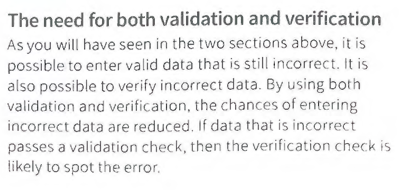 The need for both validation and verification
As you will have seen in the two sections above, it is
possible to enter valid data that is still incorrect. It is
also possible to verify incorrect data. By using both
validation and verification, the chances of entering
incorrect data are reduced. If data that is incorrect
passes a validation check, then the verification check is
likely to spot the error.